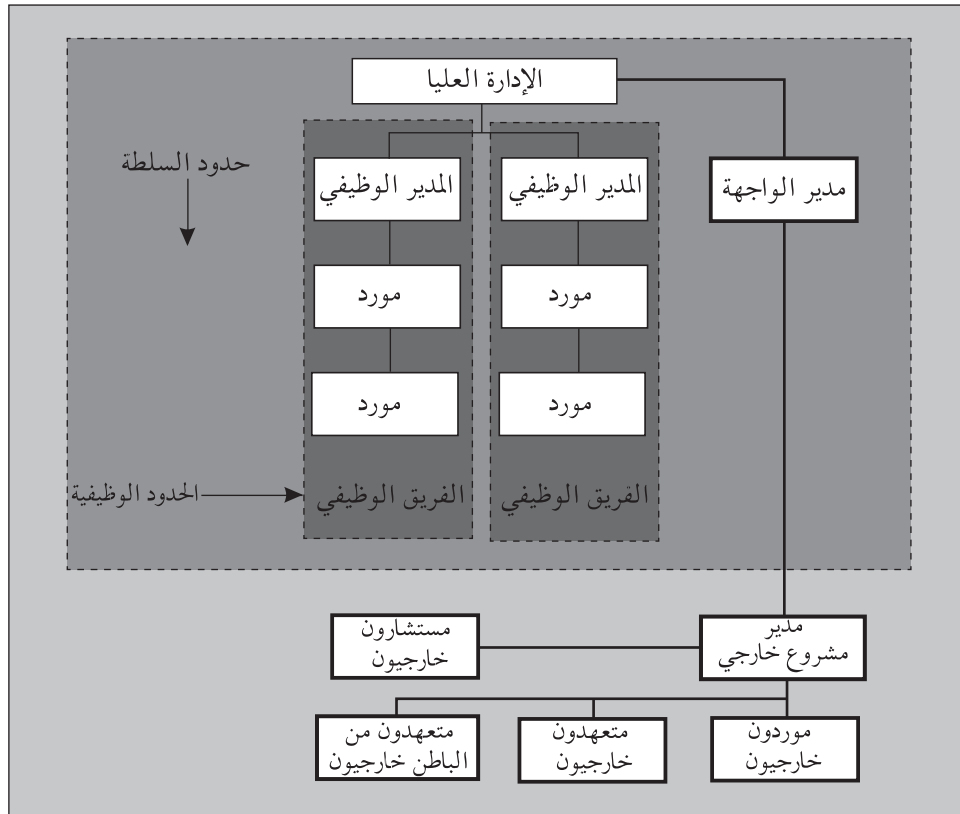 الإدارة العليا
حدود السلطة
مدير الواجهة
المدير الوظيفي
المدير الوظيفي
مورد
مورد
مورد
مورد
الفريق الوظيفي
الفريق الوظيفي
الحدود الوظيفية
مدير
مشروع خارجي
مستشارون
خارجيون
موردون
خارجيون
متعهدون
خارجيون
متعهدون من
الباطن خارجيون